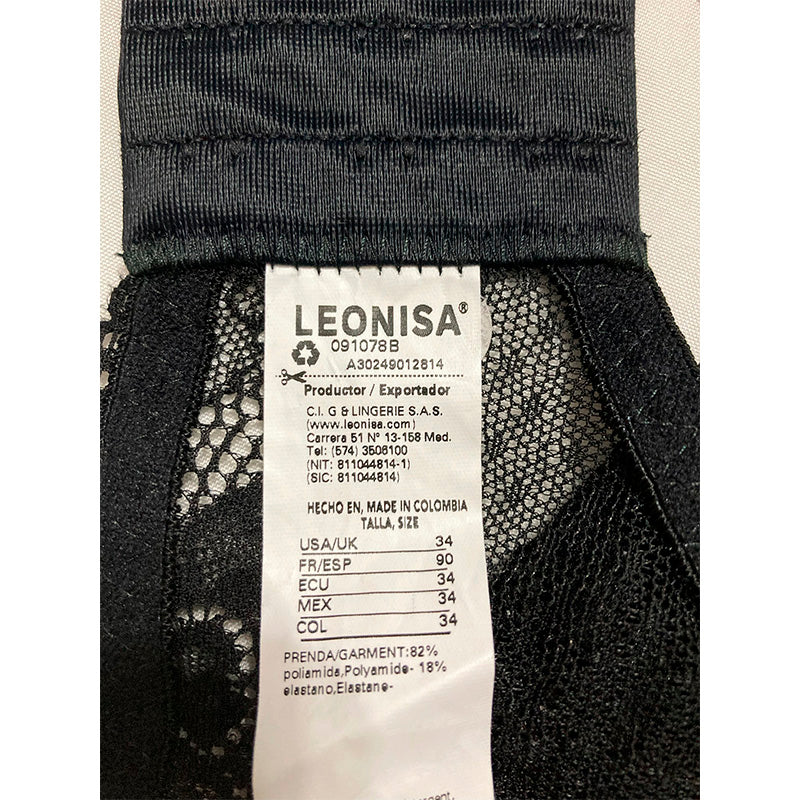 LEONISA®
091078B
A30249012814
Productor / Exportador
C.I. G & LINGERIE S.A.S.
(www.leonisa.com)
Carrera 51 Nº 13-158 Med.
Tel: (574) 3506100
(NIT: 811044814-1)
(SIC: 811044814)
HECHO EN, MADE IN COLOMBIA
TALLA, SIZE
USA/UK 34
FR/ESP 90
ECU 34
MEX 34
COL 34
PRENDA/GARMENT:82%
poliamida,Polyamide- 18%
elastano,Elastane-